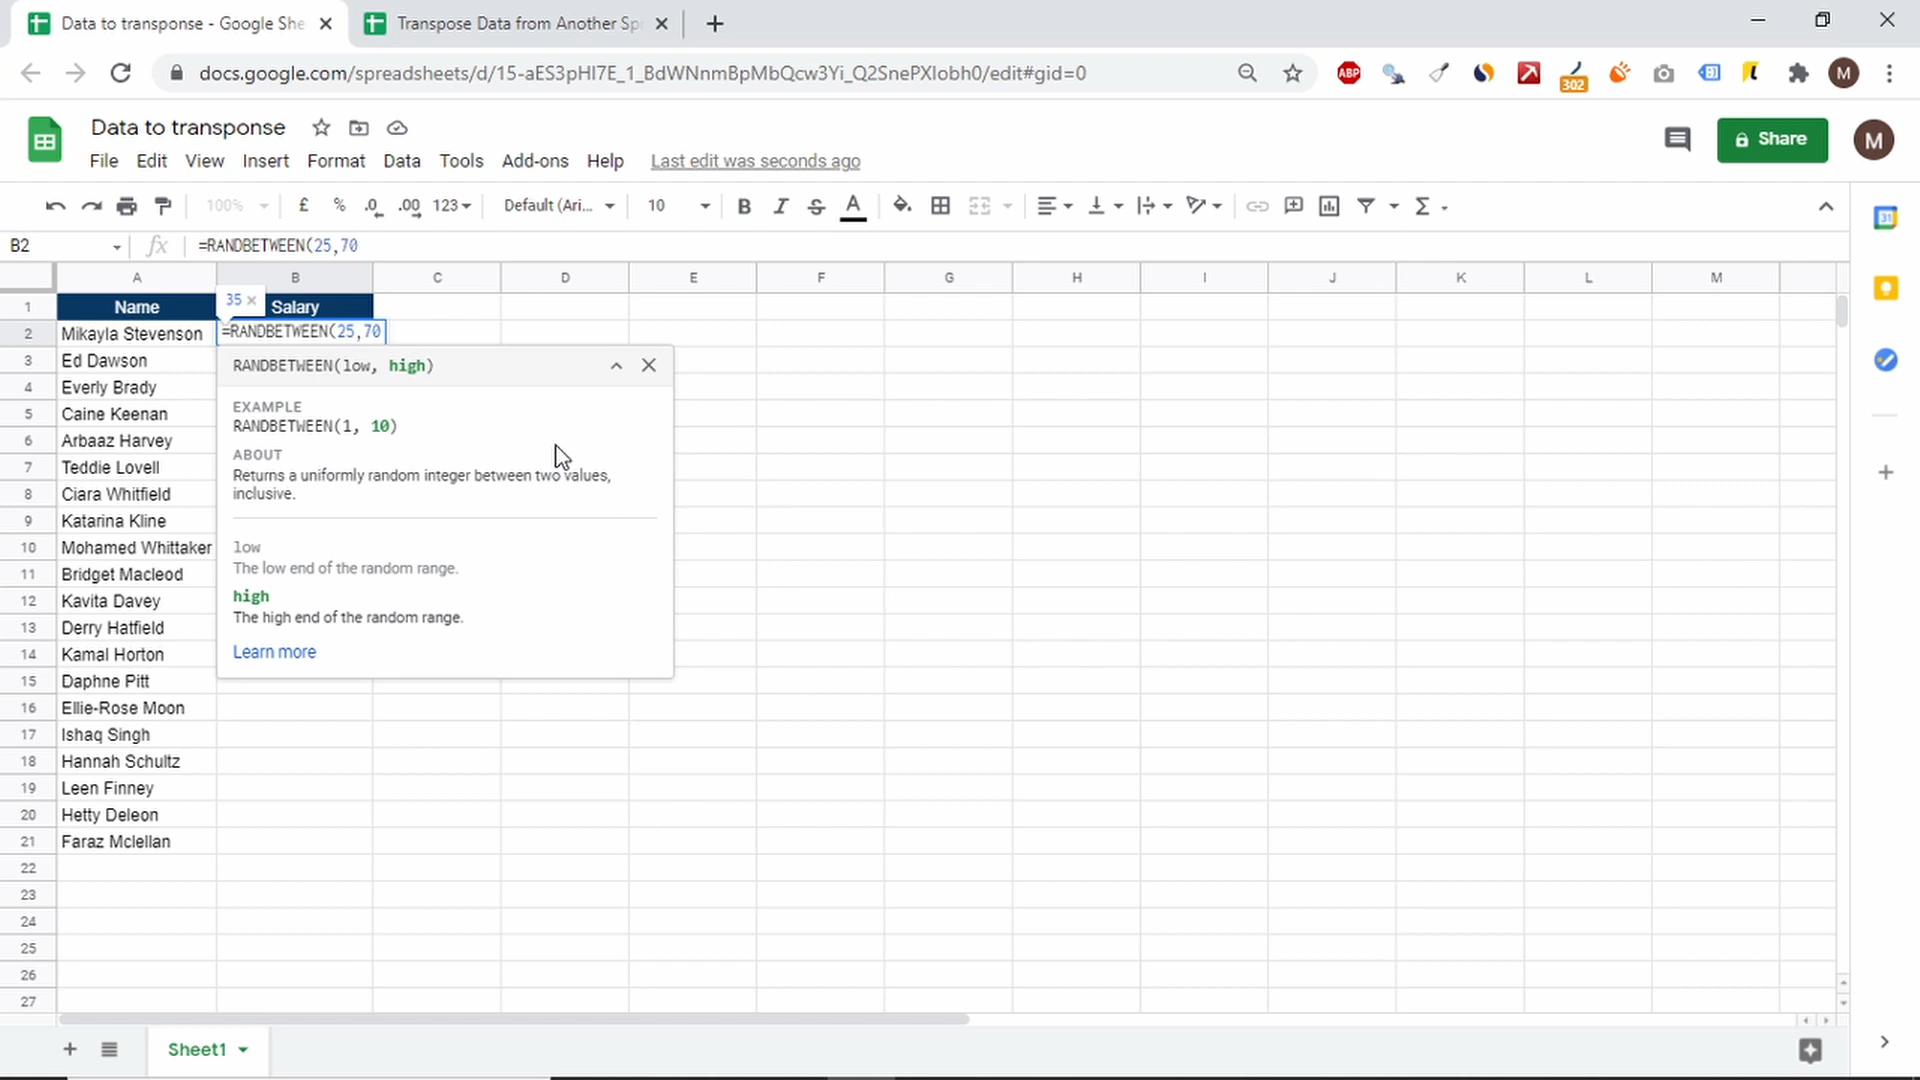 Data to transponse - Google She
Transpose Data from Another Sp
docs.google.com/spreadsheets/d/15-aES3pHI7E_1_BdWNnmBpMbQcw3Yi_Q2SnePXIobh0/edit#gid=0
ABP
302
M
Data to transponse
Share
M
File Edit View Insert Format Data Tools Add-ons Help Last edit was seconds ago
100% £ % .0 .00 123 Default (Ari... 10 B I S A Σ
31
B2 fx =RANDBETWEEN(25,70
A B C D E F G H I J K L M
35 ×
1 Name Salary
2 Mikayla Stevenson =RANDBETWEEN(25,70
3 Ed Dawson
RANDBETWEEN(low, high)
4 Everly Brady
EXAMPLE
5 Caine Keenan
RANDBETWEEN(1, 10)
6 Arbaaz Harvey
ABOUT
7 Teddie Lovell
Returns a uniformly random integer between two values,
inclusive.
8 Ciara Whitfield
9 Katarina Kline
10 Mohamed Whittaker
low
The low end of the random range.
11 Bridget Macleod
high
12 Kavita Davey
The high end of the random range.
13 Derry Hatfield
14 Kamal Horton
Learn more
15 Daphne Pitt
16 Ellie-Rose Moon
17 Ishaq Singh
18 Hannah Schultz
19 Leen Finney
20 Hetty Deleon
21 Faraz Mclellan
22
23
24
25
26
27
Sheet1